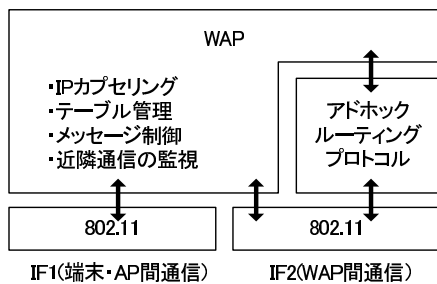 WAP
・IPカプセリング
・テーブル管理
・メッセージ制御
・近隣通信の監視
アドホック
ルーティング
プロトコル
802.11
802.11
IF1(端末・AP間通信)
IF2(WAP間通信)